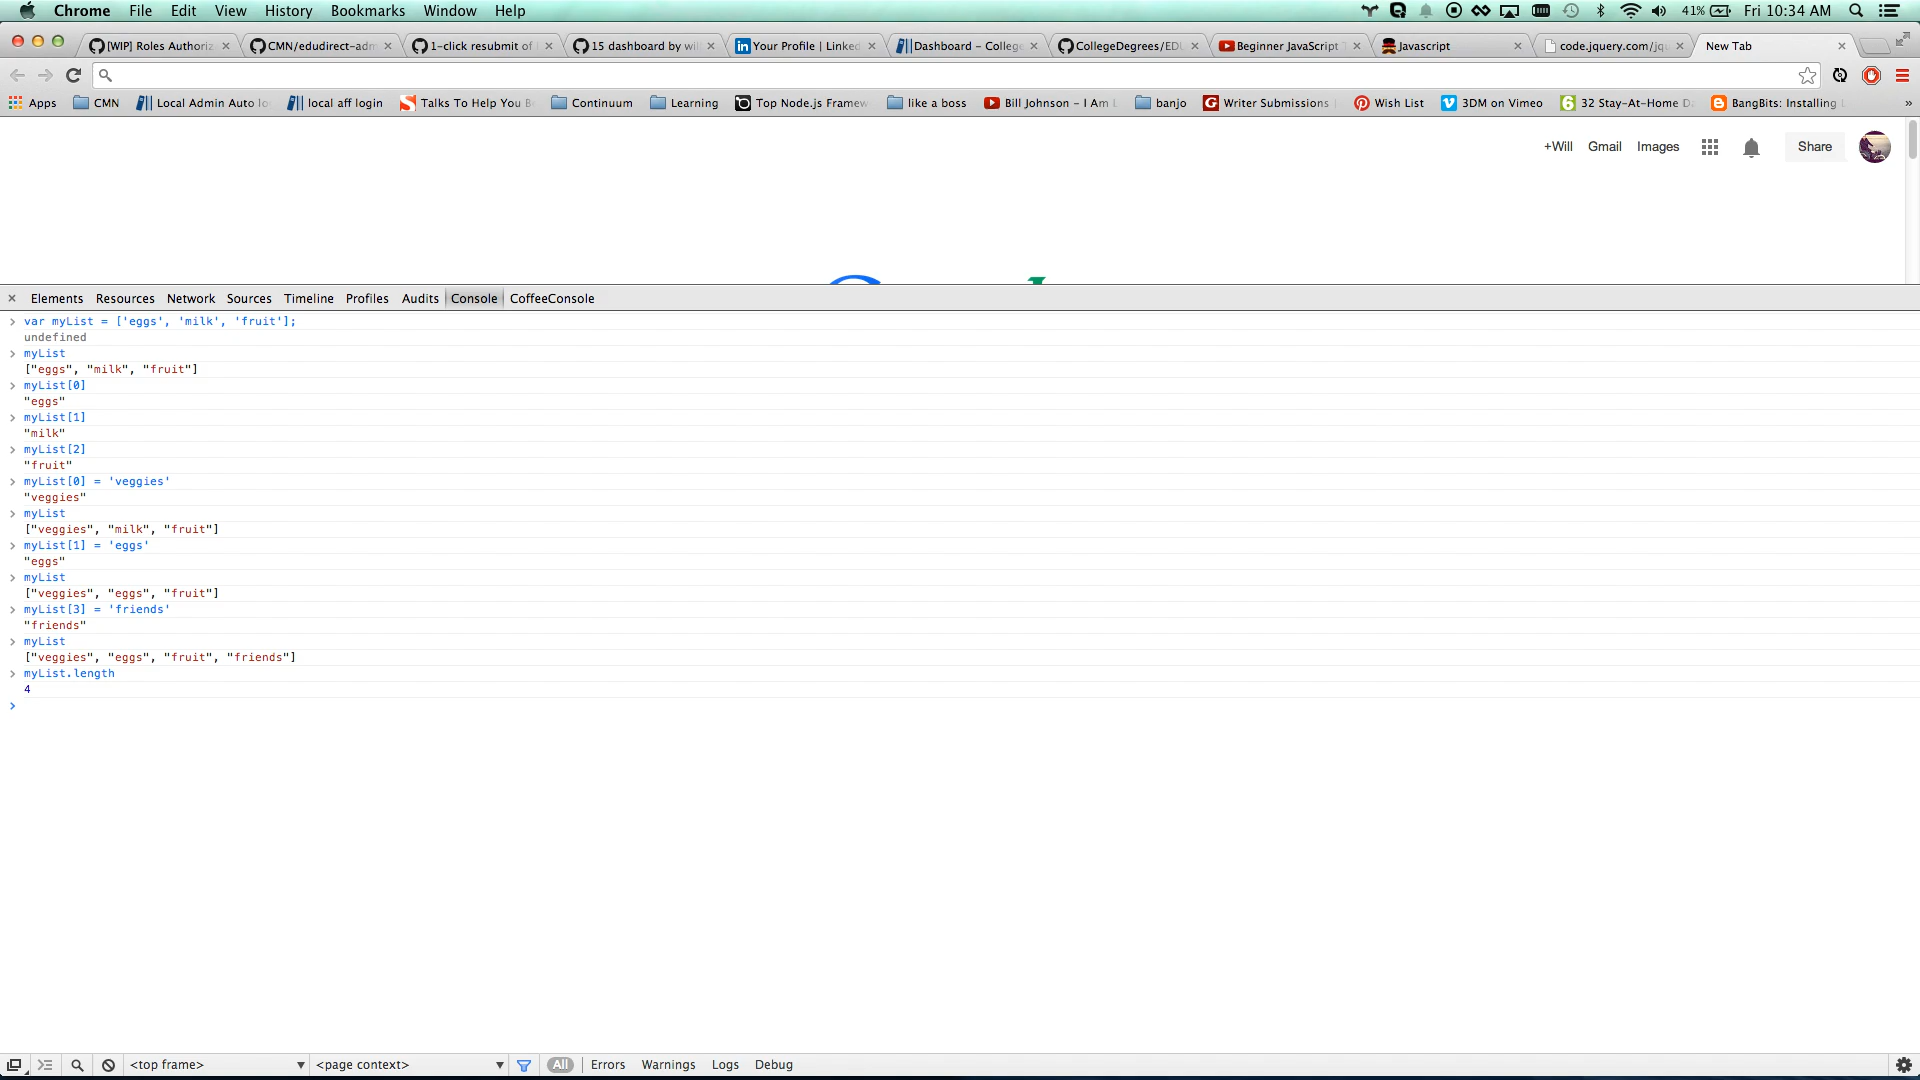 Chrome File Edit View History Bookmarks Window Help 41% Fri 10:34 AM
[WIP] Roles Authoriz CMN/edudirect-adm 1-click resubmit of 15 dashboard by wil Your Profile | Linked Dashboard – College CollegeDegrees/EDU Beginner JavaScript Javascript code.jquery.com/jqu New Tab
Apps CMN Local Admin Auto lo local aff login Talks To Help You B Continuum Learning Top Node.js Framew like a boss Bill Johnson – I Am banjo Writer Submissions Wish List 3DM on Vimeo 32 Stay-At-Home D BangBits: Installing »
+Will Gmail Images Share
Elements Resources Network Sources Timeline Profiles Audits Console CoffeeConsole
> var myList = ['eggs', 'milk', 'fruit'];
undefined
> myList
["eggs", "milk", "fruit"]
> myList[0]
"eggs"
> myList[1]
"milk"
> myList[2]
"fruit"
> myList[0] = 'veggies'
"veggies"
> myList
["veggies", "milk", "fruit"]
> myList[1] = 'eggs'
"eggs"
> myList
["veggies", "eggs", "fruit"]
> myList[3] = 'friends'
"friends"
> myList
["veggies", "eggs", "fruit", "friends"]
> myList.length
4
>
<top frame> <page context> All Errors Warnings Logs Debug